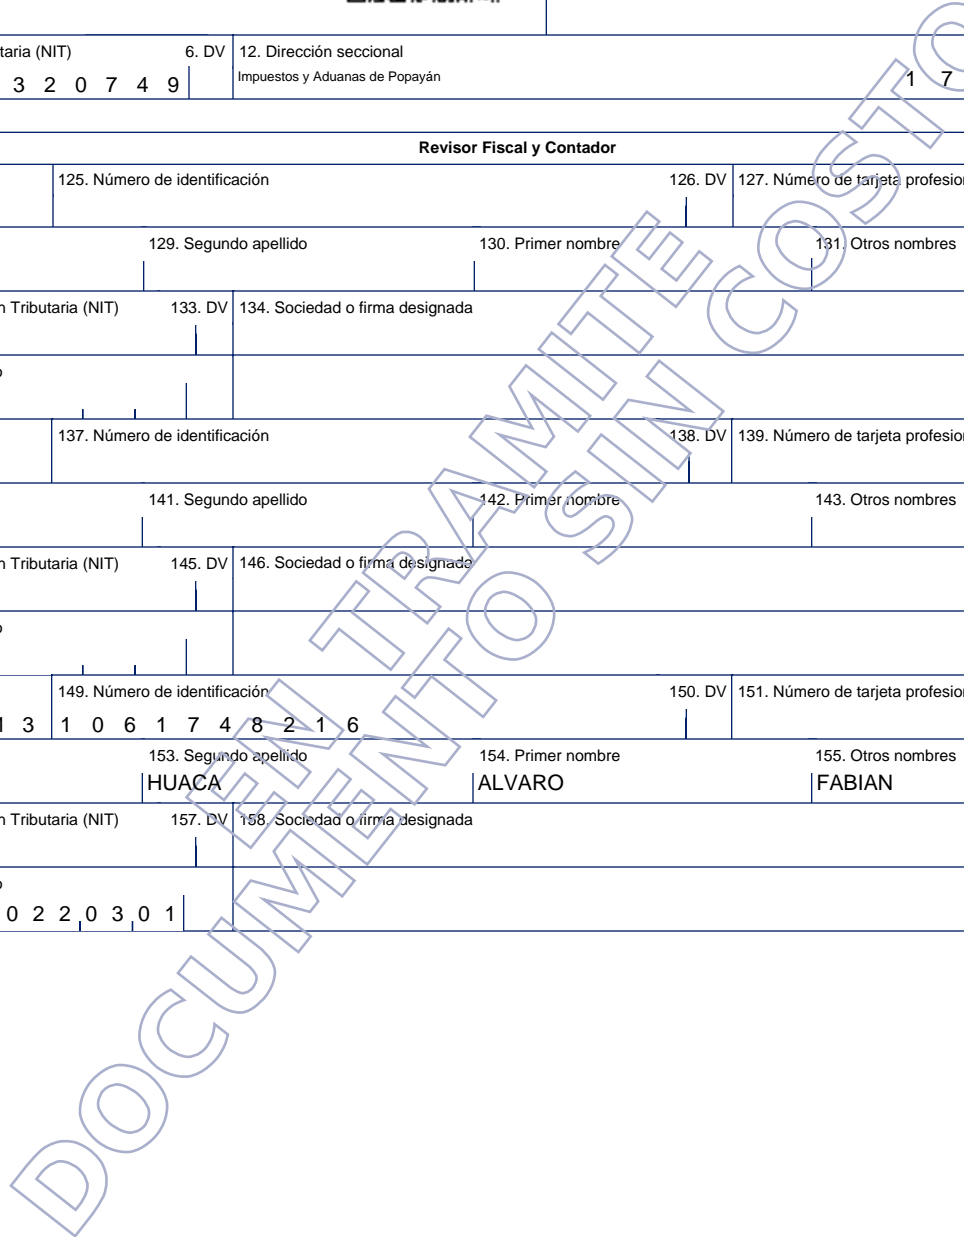 taria (NIT) 6. DV 12. Dirección seccional
3 2 0 7 4 9 Impuestos y Aduanas de Popayán 1 7
Revisor Fiscal y Contador
125. Número de identificación 126. DV 127. Número de tarjeta profesion
129. Segundo apellido 130. Primer nombre 131. Otros nombres
n Tributaria (NIT) 133. DV 134. Sociedad o firma designada
o
137. Número de identificación 138. DV 139. Número de tarjeta profesion
141. Segundo apellido 142. Primer nombre 143. Otros nombres
n Tributaria (NIT) 145. DV 146. Sociedad o firma designada
o
149. Número de identificación 150. DV 151. Número de tarjeta profesion
1 3 1 0 6 1 7 4 8 2 1 6
153. Segundo apellido 154. Primer nombre 155. Otros nombres
HUACA ALVARO FABIAN
n Tributaria (NIT) 157. DV 158. Sociedad o firma designada
o
0 2 2 0 3 0 1
EN TRAMITE
DOCUMENTO SIN COSTO